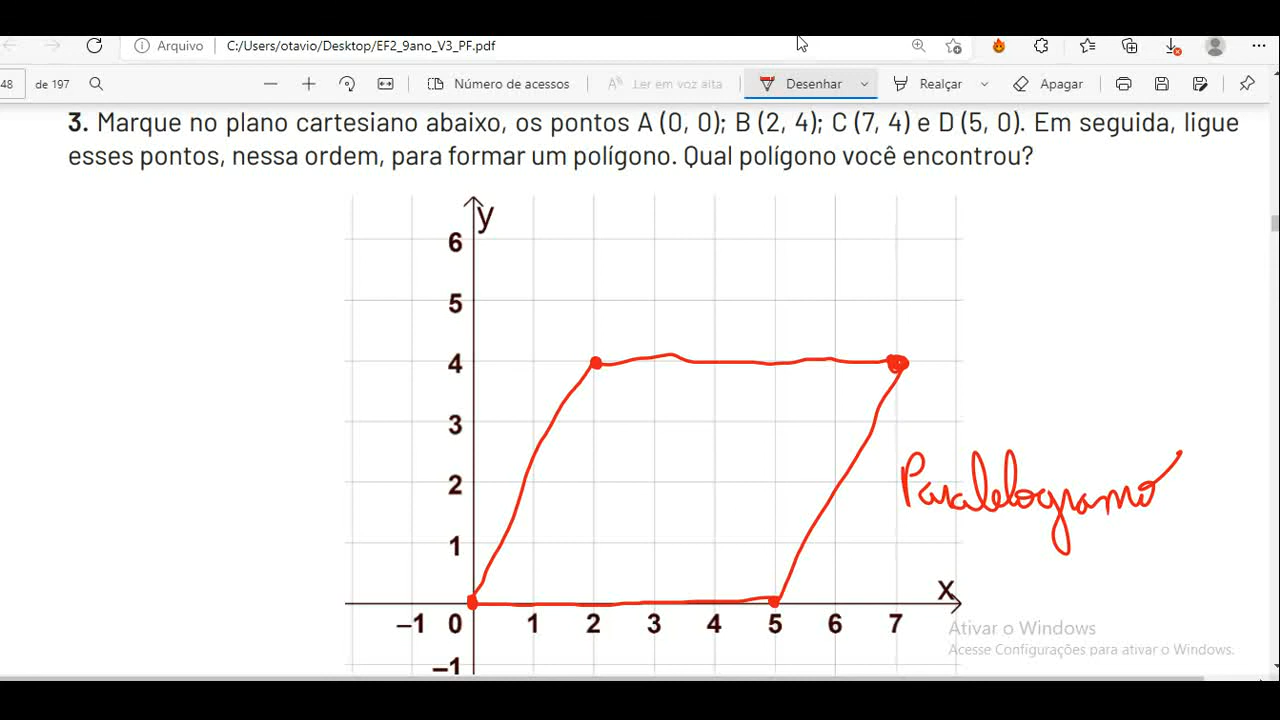 Arquivo C:/Users/otavio/Desktop/EF2_9ano_V3_PF.pdf
48 de 197 Número de acessos Ler em voz alta Desenhar Realçar Apagar
3. Marque no plano cartesiano abaixo, os pontos A (0, 0); B (2, 4); C (7, 4) e D (5, 0). Em seguida, ligue
esses pontos, nessa ordem, para formar um polígono. Qual polígono você encontrou?
y
6
5
4
3
2
1
Paralelogramo
x
–1 0 1 2 3 4 5 6 7
–1
Ativar o Windows
Acesse Configurações para ativar o Windows.